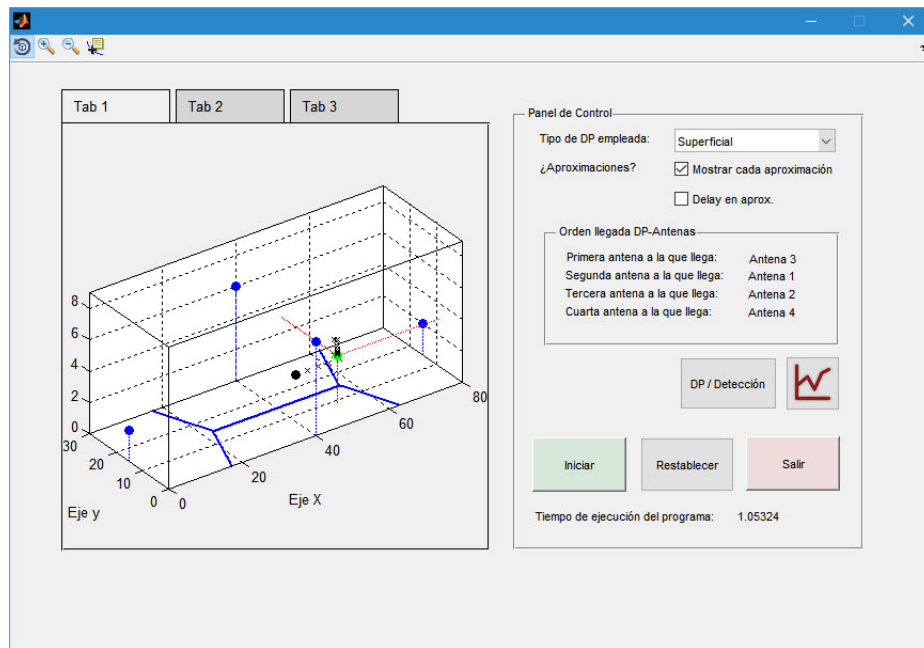 Tab 1
Tab 2
Tab 3
8
6
4
2
0
30
20
10
0
0
20
40
60
80
Eje y
Eje X
Panel de Control
Tipo de DP empleada:
Superficial
¿Aproximaciones?
Mostrar cada aproximación
Delay en aprox.
Orden llegada DP-Antenas
Primera antena a la que llega: Antena 3
Segunda antena a la que llega: Antena 1
Tercera antena a la que llega: Antena 2
Cuarta antena a la que llega: Antena 4
DP / Detección
Iniciar
Restablecer
Salir
Tiempo de ejecución del programa: 1.05324